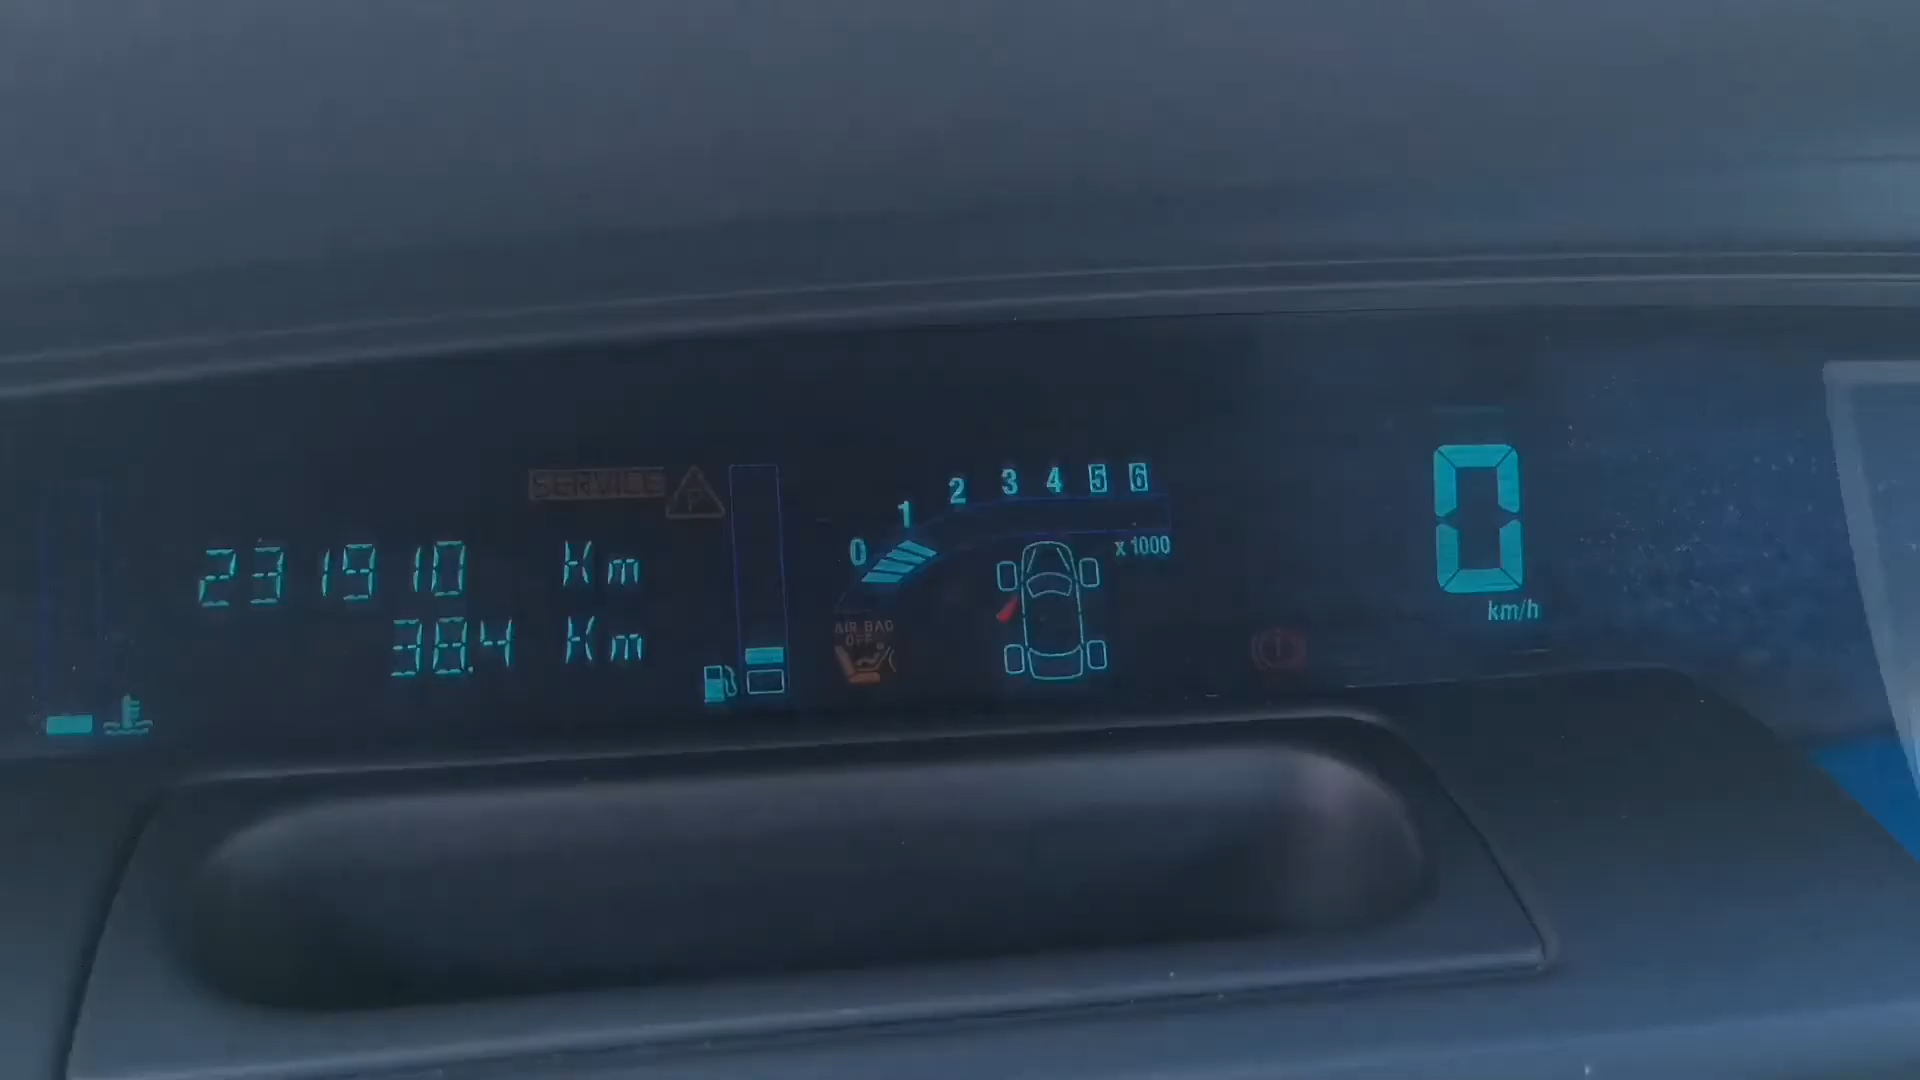 SERVICE
P
231910 Km
38.4 Km
0 1 2 3 4 5 6
x 1000
AIR BAG
OFF
0
km/h